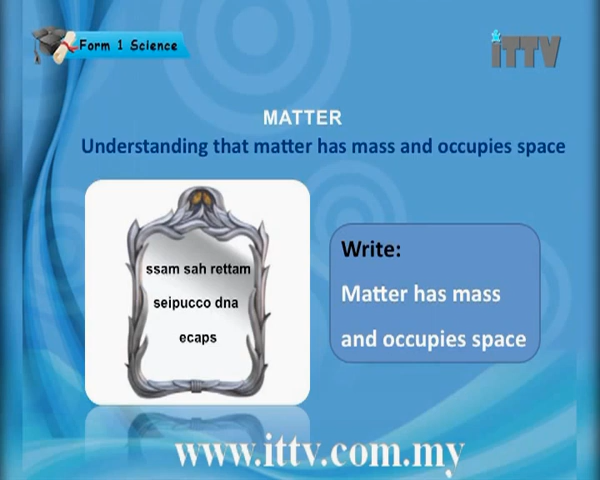 Form 1 Science
iTTV
MATTER
Understanding that matter has mass and occupies space
ssam sah rettam
seipucco dna
ecaps
Write:
Matter has mass
and occupies space
www.ittv.com.my